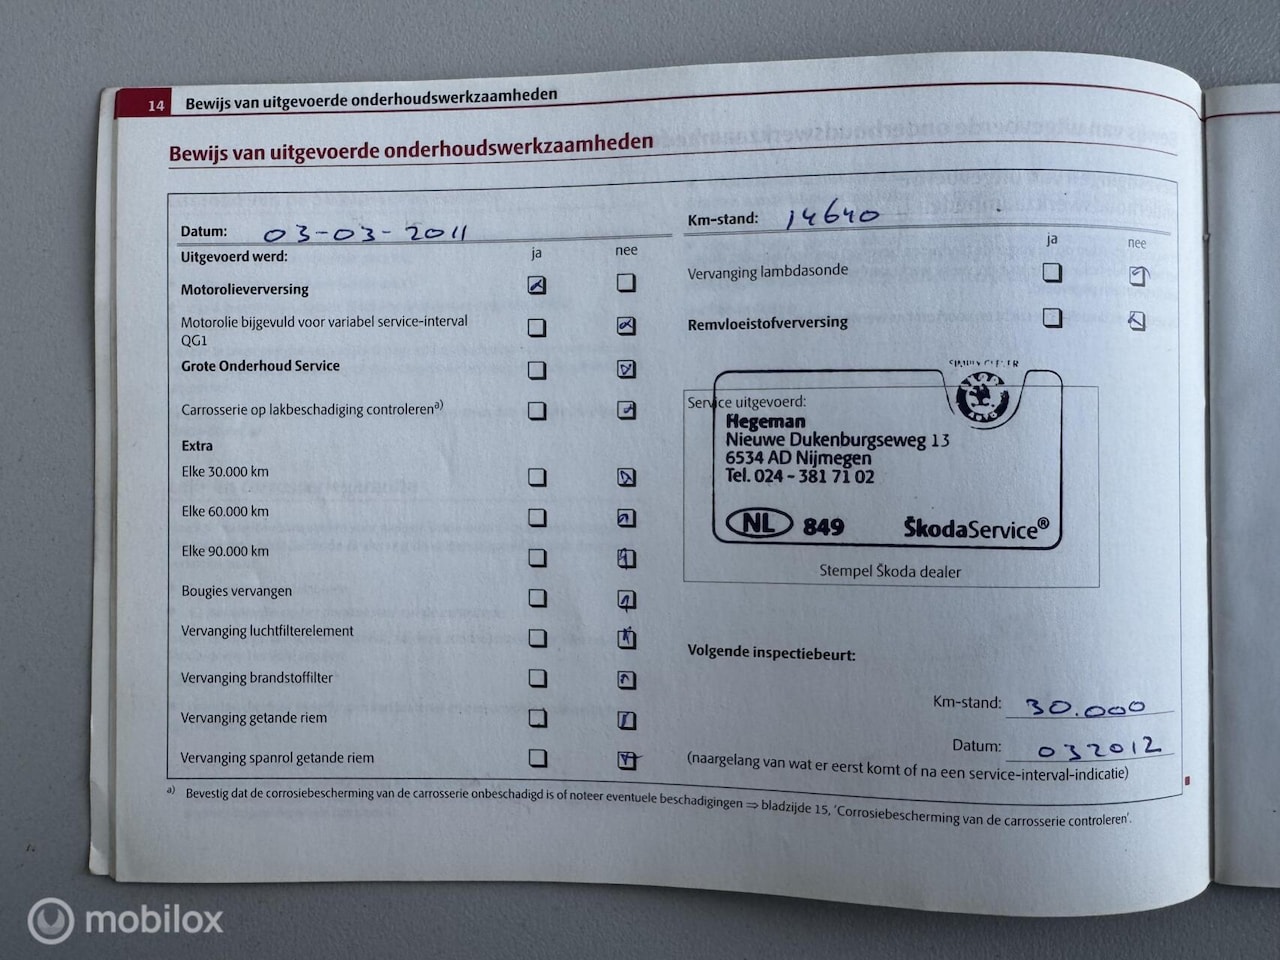 14 Bewijs van uitgevoerde onderhoudswerkzaamheden
Bewijs van uitgevoerde onderhoudswerkzaamheden
Datum: 03-03-2011
Km-stand: 14640
Uitgevoerd werd:
ja nee
ja nee
Motorolieverversing
Motorolie bijgevuld voor variabel service-interval
QG1
Grote Onderhoud Service
Carrosserie op lakbeschadiging controleren a)
Extra
Elke 30.000 km
Elke 60.000 km
Elke 90.000 km
Bougies vervangen
Vervanging luchtfilterelement
Vervanging brandstoffilter
Vervanging getande riem
Vervanging spanrol getande riem
Vervanging lambdasonde
Remvloeistofverversing
Service uitgevoerd:
Hegeman
Nieuwe Dukenburgseweg 13
6534 AD Nijmegen
Tel. 024 - 381 71 02
NL 849 ŠkodaService®
Stempel Škoda dealer
Volgende inspectiebeurt:
Km-stand: 30.000
Datum: 03 2012
(naargelang van wat er eerst komt of na een service-interval-indicatie)
a) Bevestig dat de corrosiebescherming van de carrosserie onbeschadigd is of noteer eventuele beschadigingen ⇒ bladzijde 15, 'Corrosiebescherming van de carrosserie controleren'.
mobilox